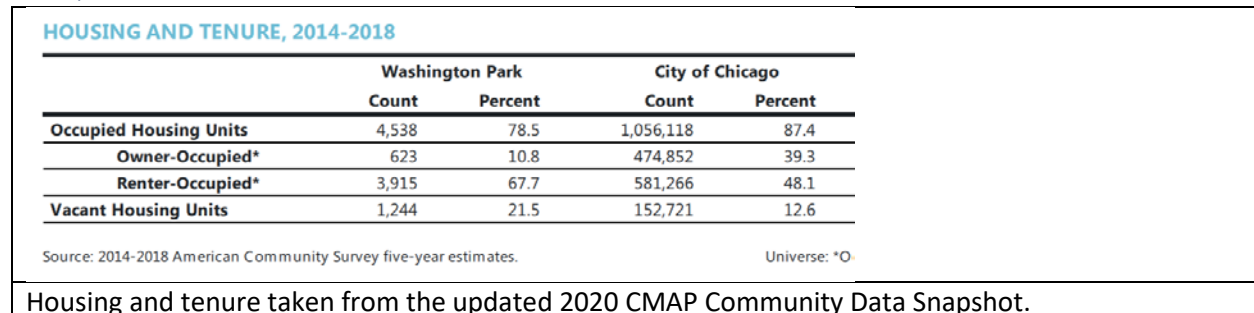 HOUSING AND TENURE, 2014-2018
Washington Park City of Chicago
Count Percent Count Percent
Occupied Housing Units 4,538 78.5 1,056,118 87.4
Owner-Occupied* 623 10.8 474,852 39.3
Renter-Occupied* 3,915 67.7 581,266 48.1
Vacant Housing Units 1,244 21.5 152,721 12.6
Source: 2014-2018 American Community Survey five-year estimates. Universe: *O
Housing and tenure taken from the updated 2020 CMAP Community Data Snapshot.